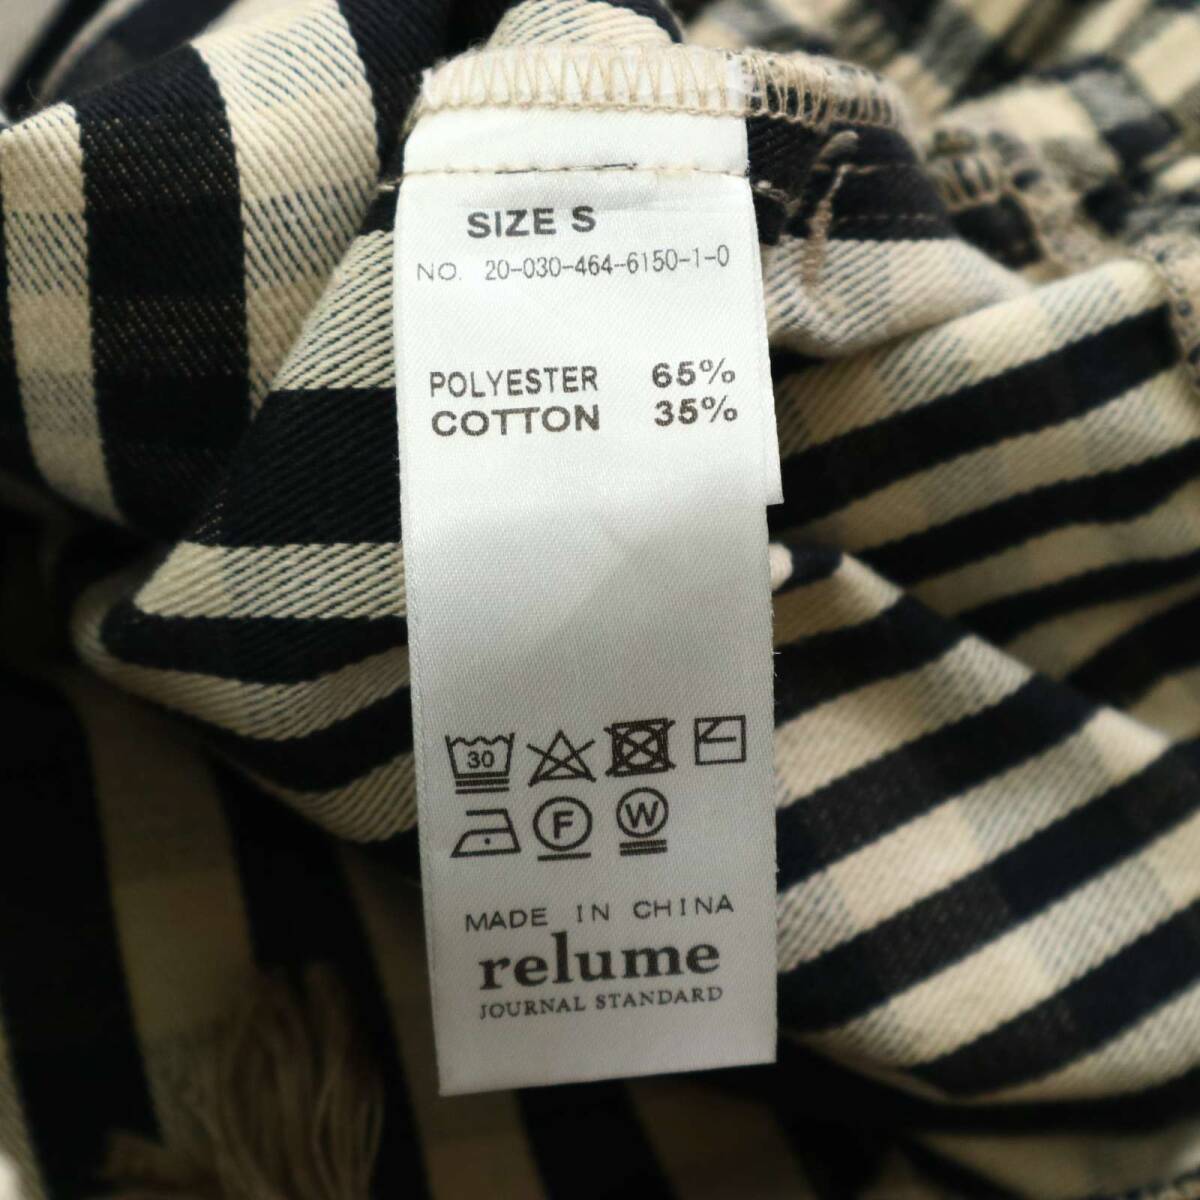 SIZE S
NO. 20-030-464-6150-1-0
POLYESTER 65%
COTTON 35%
30
F W
MADE IN CHINA
relume
JOURNAL STANDARD